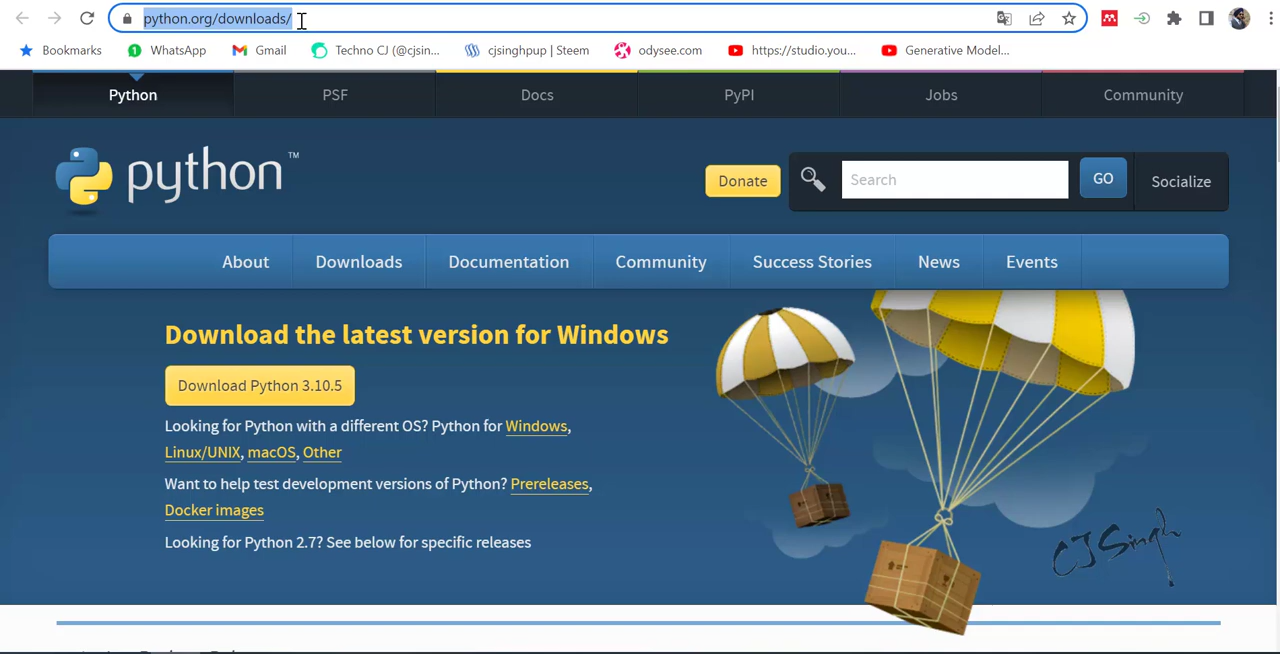 python.org/downloads/
Bookmarks WhatsApp Gmail Techno CJ (@cjsin... cjsinghpup | Steem odysee.com https://studio.you... Generative Model...
Python PSF Docs PyPI Jobs Community
python™
Donate Search GO Socialize
About Downloads Documentation Community Success Stories News Events
Download the latest version for Windows
Download Python 3.10.5
Looking for Python with a different OS? Python for Windows,
Linux/UNIX, macOS, Other
Want to help test development versions of Python? Prereleases,
Docker images
Looking for Python 2.7? See below for specific releases
CJSingh